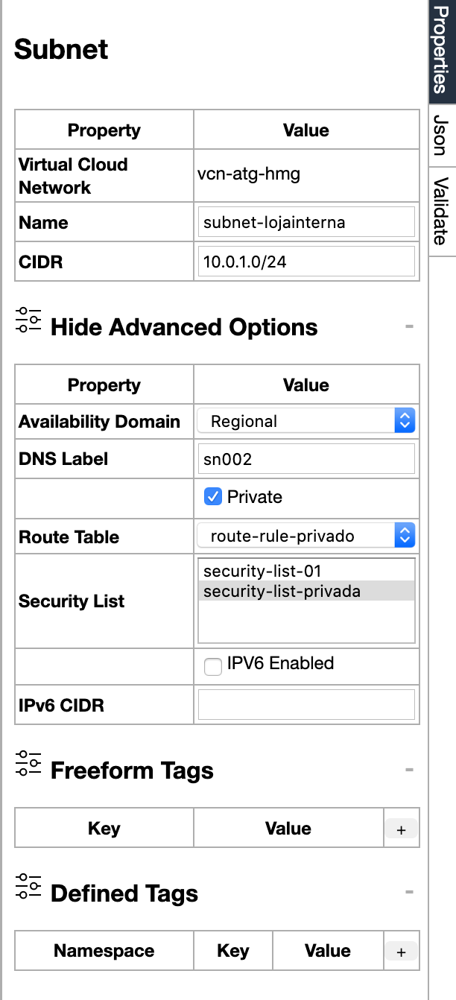 Subnet
Properties
Json
Validate
Property Value
Virtual Cloud
Network
vcn-atg-hmg
Name subnet-lojainterna
CIDR 10.0.1.0/24
Hide Advanced Options -
Property Value
Availability Domain Regional
DNS Label sn002
Private
Route Table route-rule-privado
Security List
security-list-01
security-list-privada
IPV6 Enabled
IPv6 CIDR
Freeform Tags -
Key Value +
Defined Tags -
Namespace Key Value +